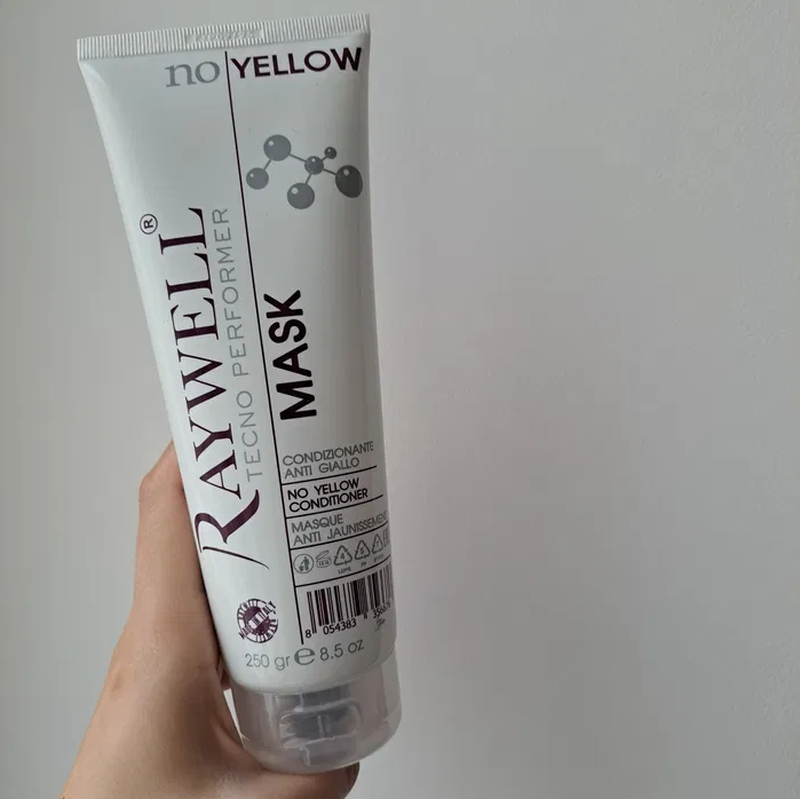 no YELLOW
RAYWELL®
TECNO PERFORMER
MASK
CONDIZIONANTE
ANTI GIALLO
NO YELLOW
CONDITIONER
MASQUE
ANTI JAUNISSEMENT
8 054383
250 gr e 8.5 oz